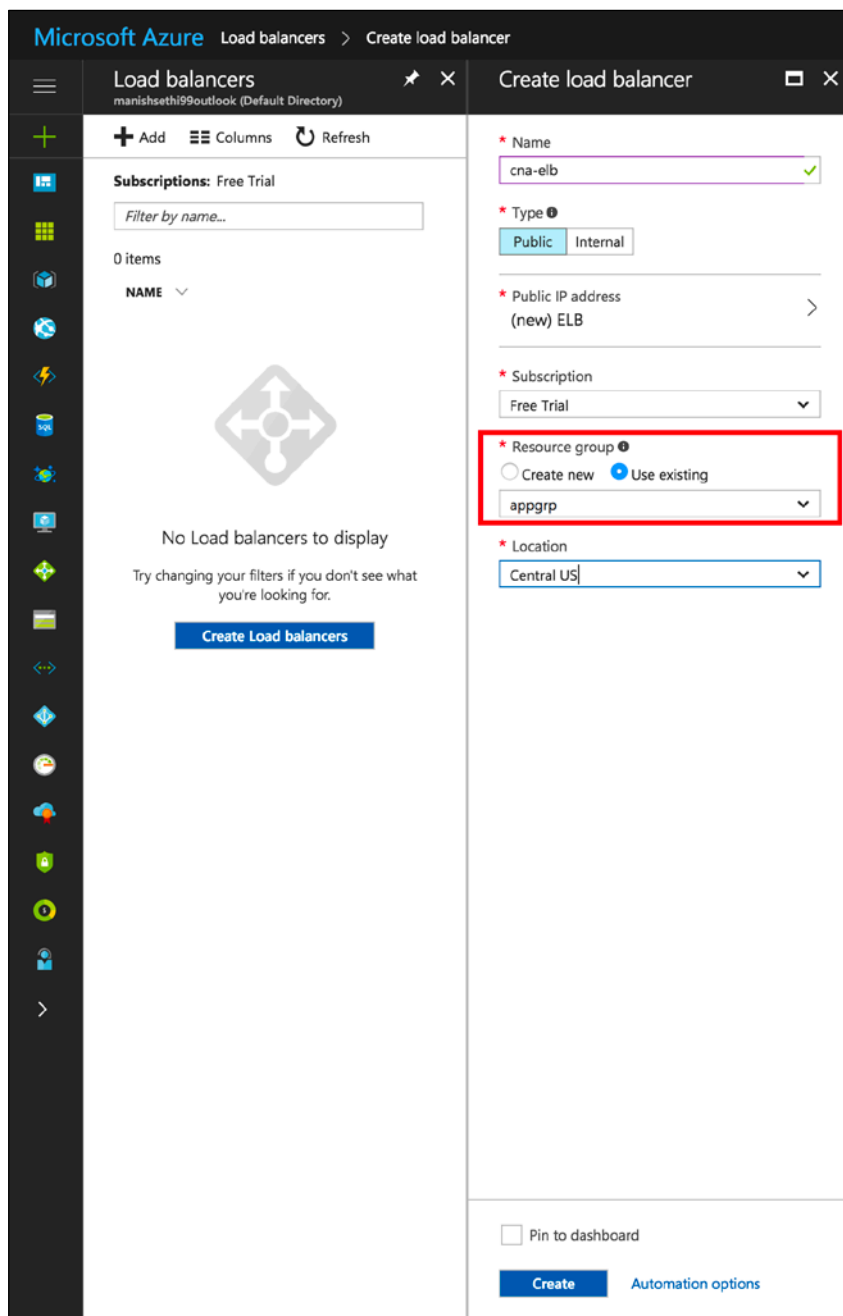 Microsoft Azure Load balancers > Create load balancer
Load balancers
manishsethi99outlook (Default Directory)
Add Columns Refresh
Subscriptions: Free Trial
Filter by name...
0 items
NAME
No Load balancers to display
Try changing your filters if you don't see what
you're looking for.
Create Load balancers
Create load balancer
* Name
cna-elb
* Type
Public Internal
* Public IP address
(new) ELB
* Subscription
Free Trial
* Resource group
Create new Use existing
appgrp
* Location
Central US
Pin to dashboard
Create Automation options